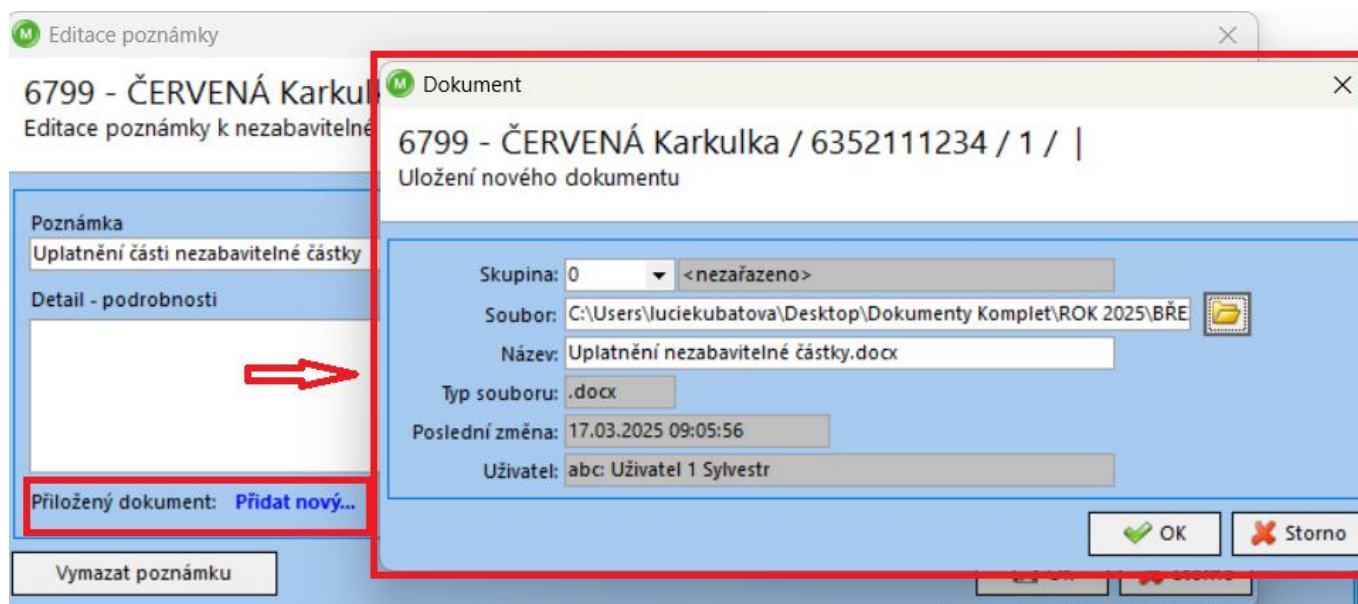 Editace poznámky
6799 - ČERVENÁ Karkul
Editace poznámky k nezabavitelné
Poznámka
Uplatnění části nezabavitelné částky
Detail - podrobnosti
Přiložený dokument: Přidat nový...
Vymazat poznámku
Dokument
6799 - ČERVENÁ Karkulka / 6352111234 / 1 / |
Uložení nového dokumentu
Skupina: 0 <nezařazeno>
Soubor: C:\Users\luciekubatova\Desktop\Dokumenty Komplet\ROK 2025\BŘE
Název: Uplatnění nezabavitelné částky.docx
Typ souboru: .docx
Poslední změna: 17.03.2025 09:05:56
Uživatel: abc: Uživatel 1 Sylvestr
OK Storno